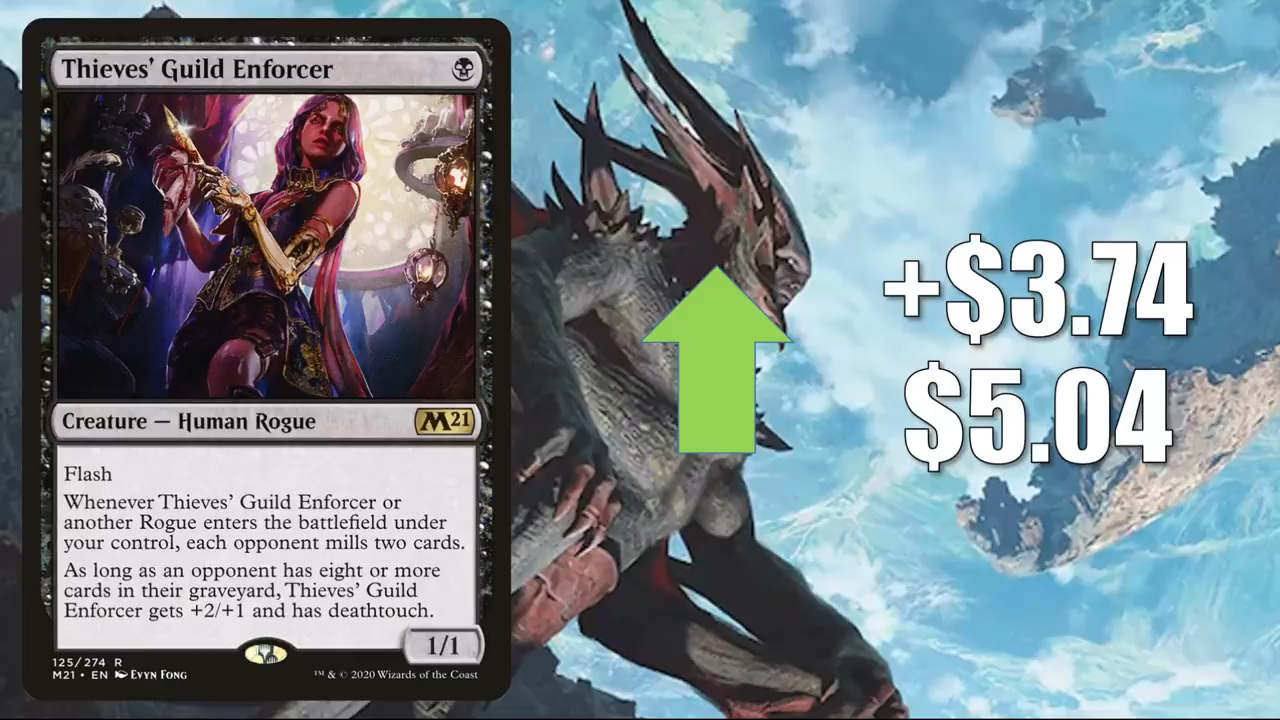 Thieves' Guild Enforcer
Creature — Human Rogue
M21
Flash
Whenever Thieves' Guild Enforcer or
another Rogue enters the battlefield under
your control, each opponent mills two cards.
As long as an opponent has eight or more
cards in their graveyard, Thieves' Guild
Enforcer gets +2/+1 and has deathtouch.
1/1
125/274 R
M21 • EN Evyn Fong
™ & © 2020 Wizards of the Coast
+$3.74
$5.04